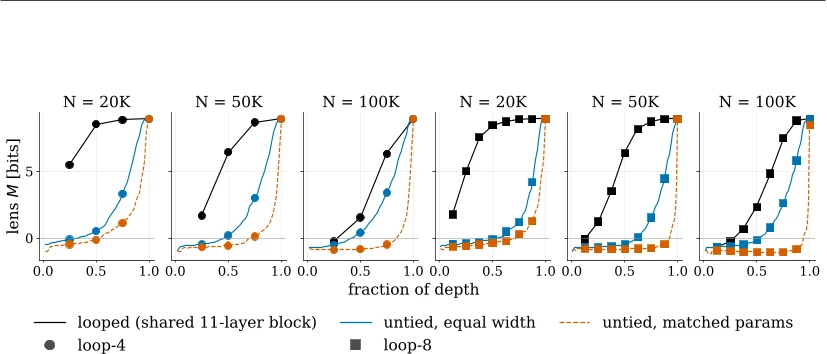 N = 20K N = 50K N = 100K N = 20K N = 50K N = 100K
lens M [bits]
5
0
0.0 0.5 1.0 0.0 0.5 1.0 0.0 0.5 1.0 0.0 0.5 1.0 0.0 0.5 1.0 0.0 0.5 1.0
fraction of depth
looped (shared 11-layer block) untied, equal width untied, matched params
loop-4 loop-8